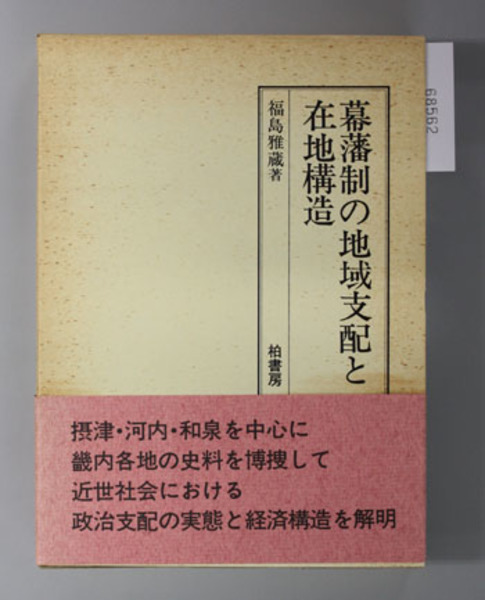 幕藩制の地域支配と
在地構造
福島雅蔵著
柏書房
摂津・河内・和泉を中心に
畿内各地の史料を博捜して
近世社会における
政治支配の実態と経済構造を解明
68562